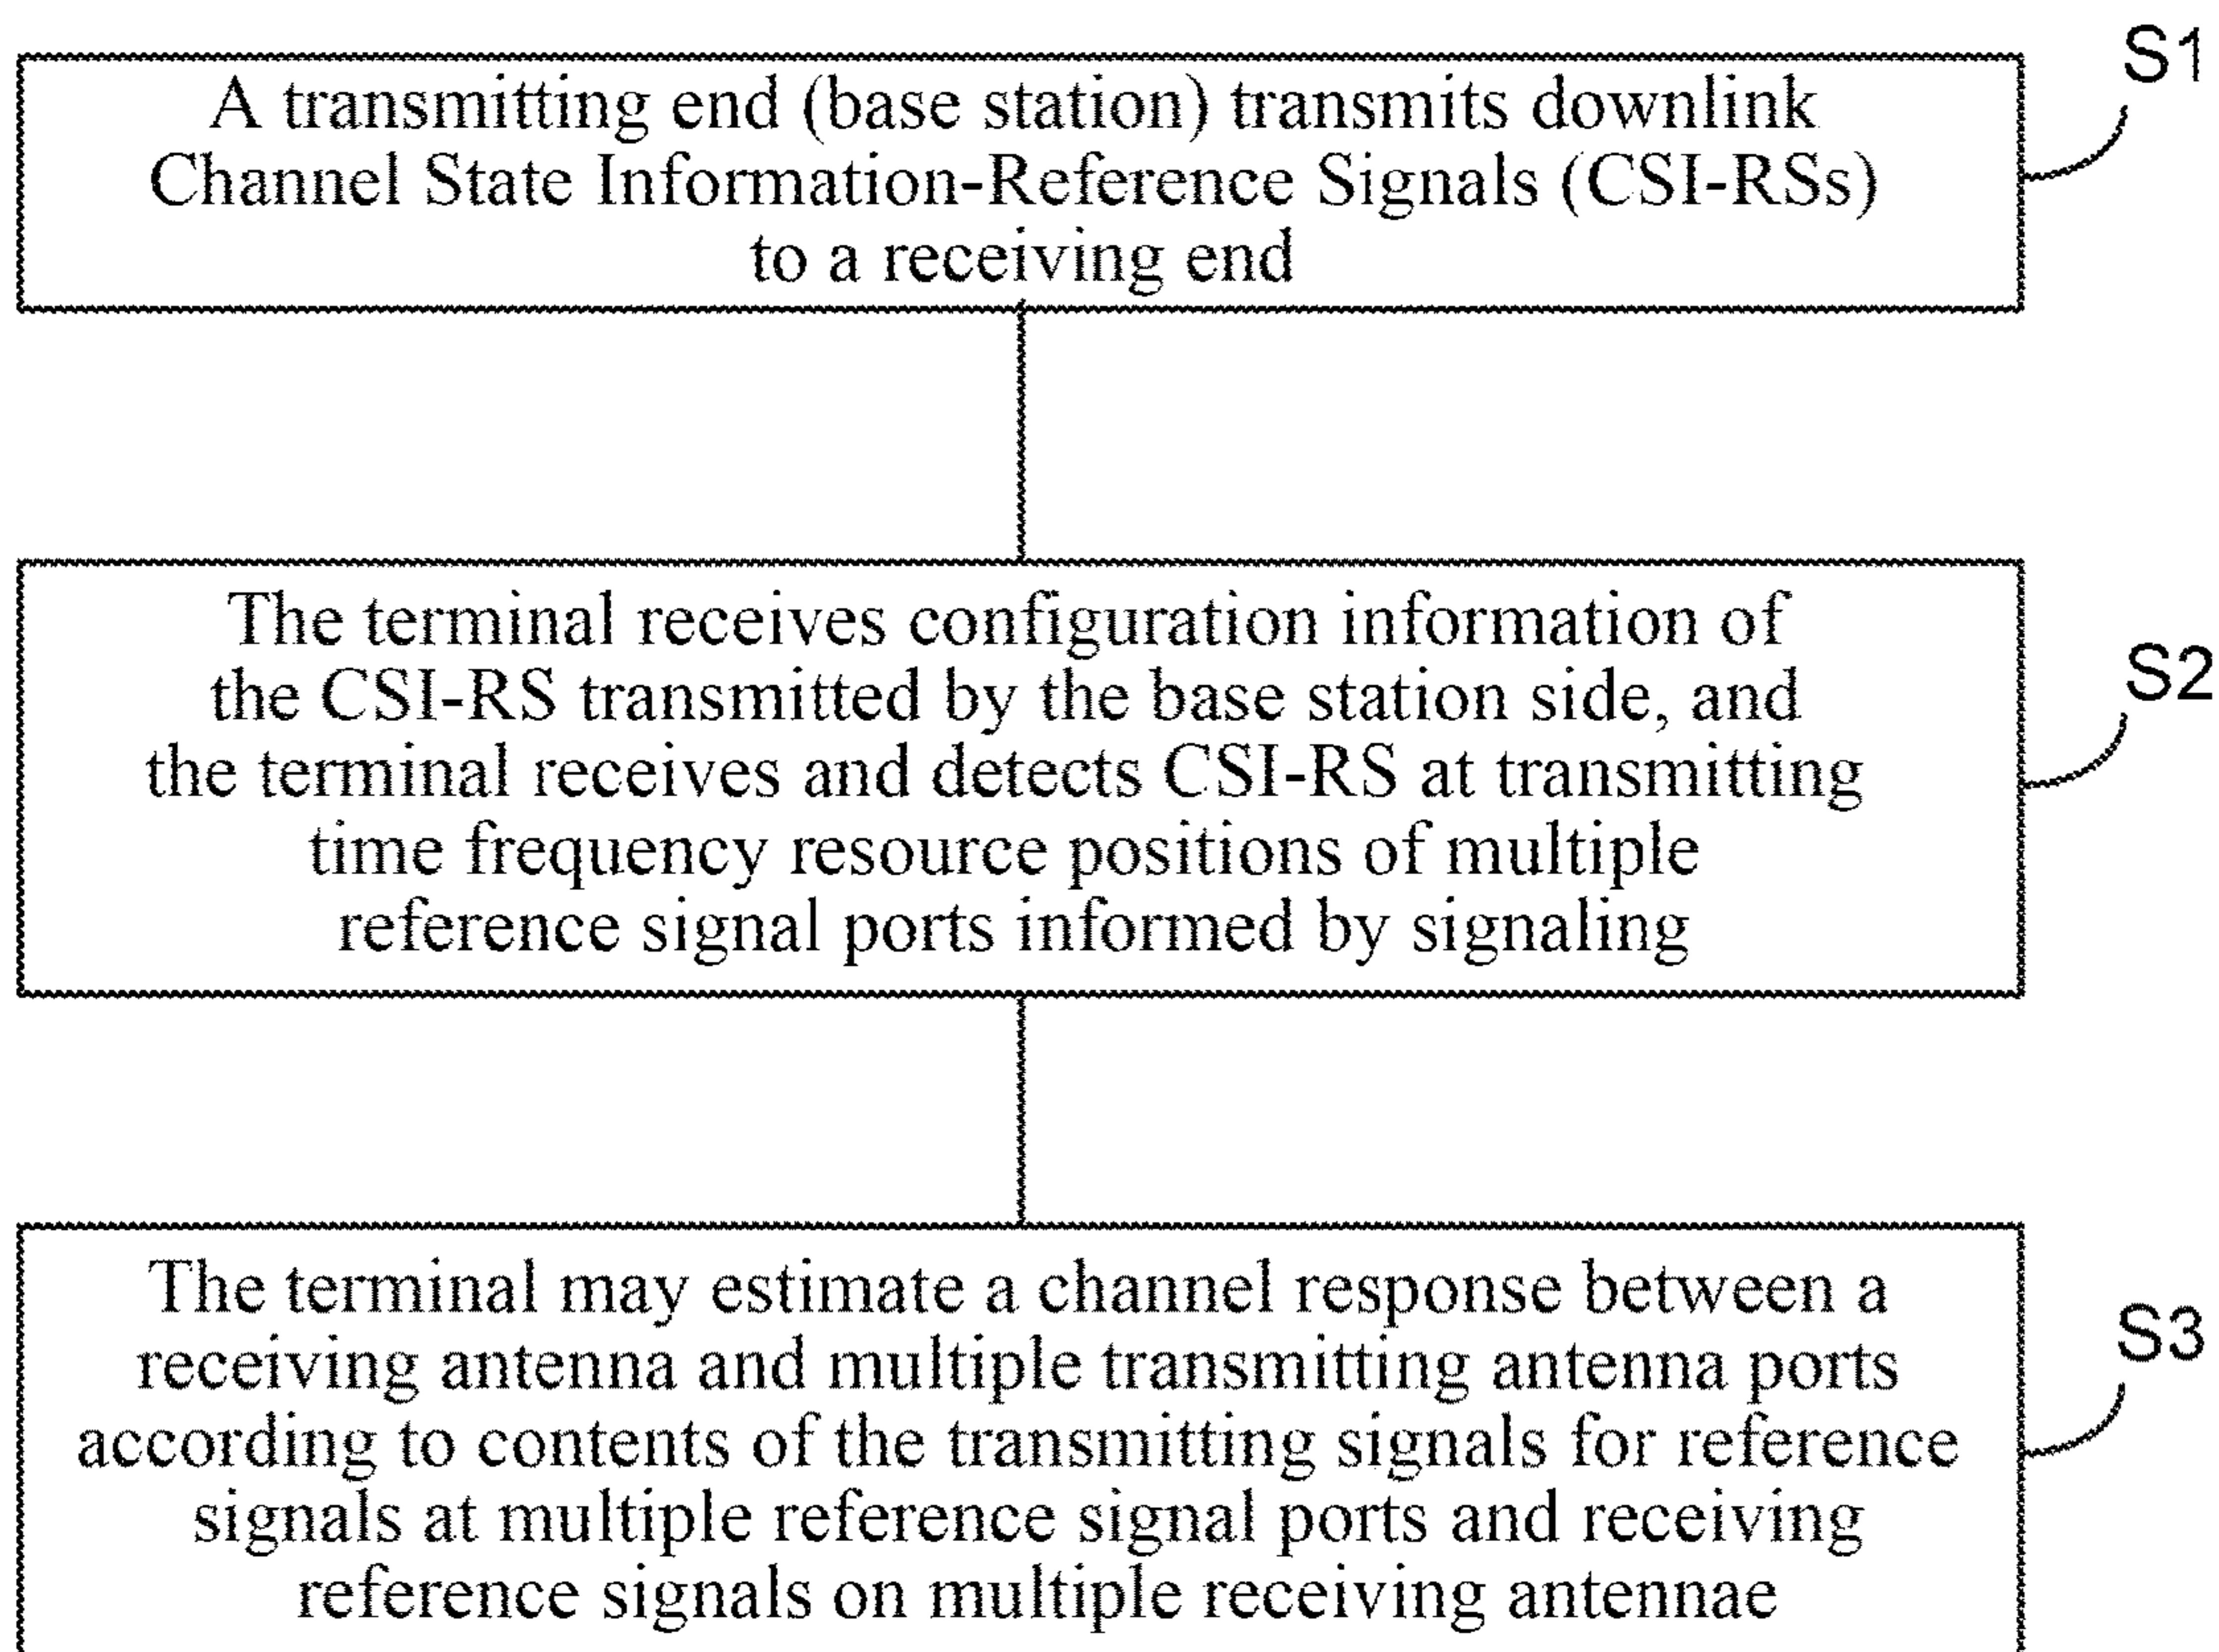 S1
A transmitting end (base station) transmits downlink
Channel State Information-Reference Signals (CSI-RSs)
to a receiving end
The terminal receives configuration information of
the CSI-RS transmitted by the base station side, and
the terminal receives and detects CSI-RS at transmitting
time frequency resource positions of multiple
reference signal ports informed by signaling
S2
The terminal may estimate a channel response between a
receiving antenna and multiple transmitting antenna ports
according to contents of the transmitting signals for reference
signals at multiple reference signal ports and receiving
reference signals on multiple receiving antennae
S3